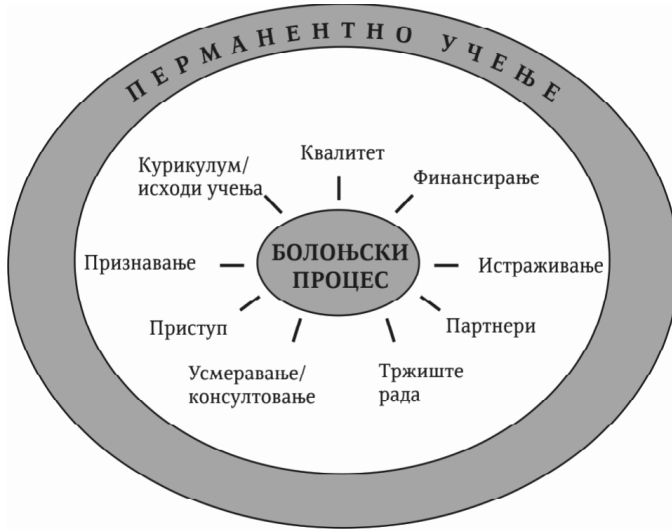 ПЕРМАНЕНТНО УЧЕЊЕ
Квалитет
Курикулум/
исходи учења
Финансирање
БОЛОЊСКИ
ПРОЦЕС
Признавање
Истраживање
Приступ
Партнери
Усмеравање/
консултовање
Тржиште
рада